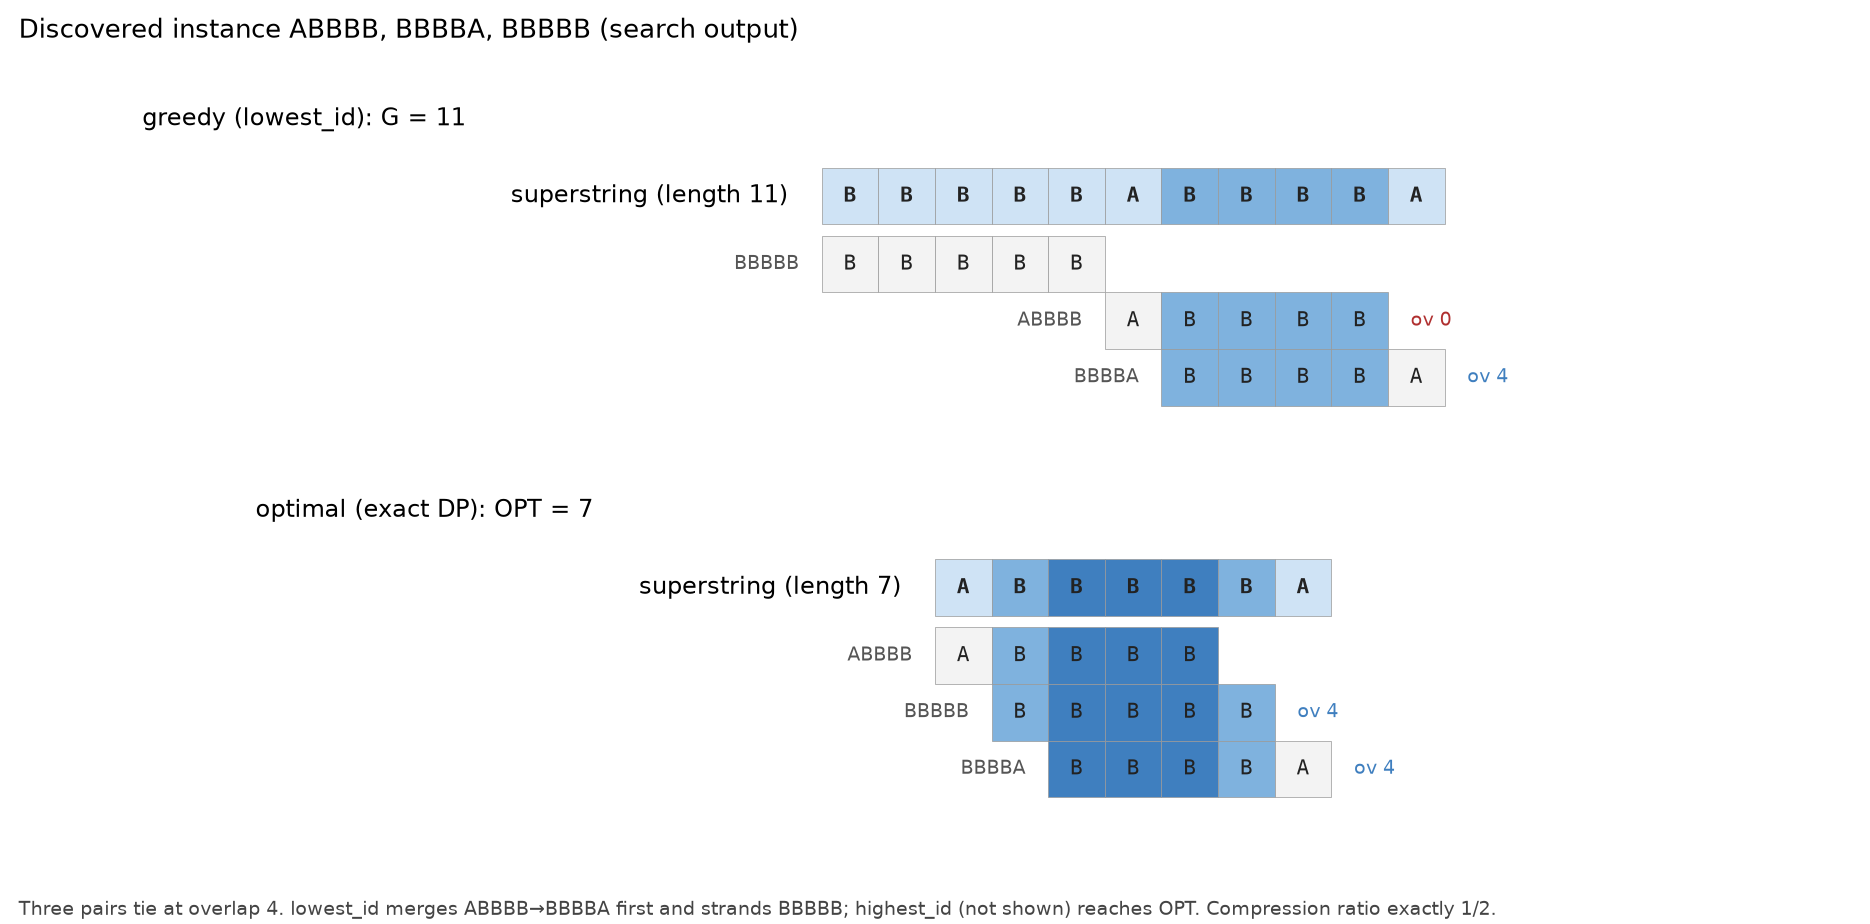 Discovered instance ABBBB, BBBBA, BBBBB (search output)
greedy (lowest_id): G = 11
superstring (length 11) B B B B B A B B B B A
BBBBB B B B B B
ABBBB A B B B B ov 0
BBBBA B B B B A ov 4
optimal (exact DP): OPT = 7
superstring (length 7) A B B B B B A
ABBBB A B B B B
BBBBB B B B B B ov 4
BBBBA B B B B A ov 4
Three pairs tie at overlap 4. lowest_id merges ABBBB→BBBBA first and strands BBBBB; highest_id (not shown) reaches OPT. Compression ratio exactly 1/2.